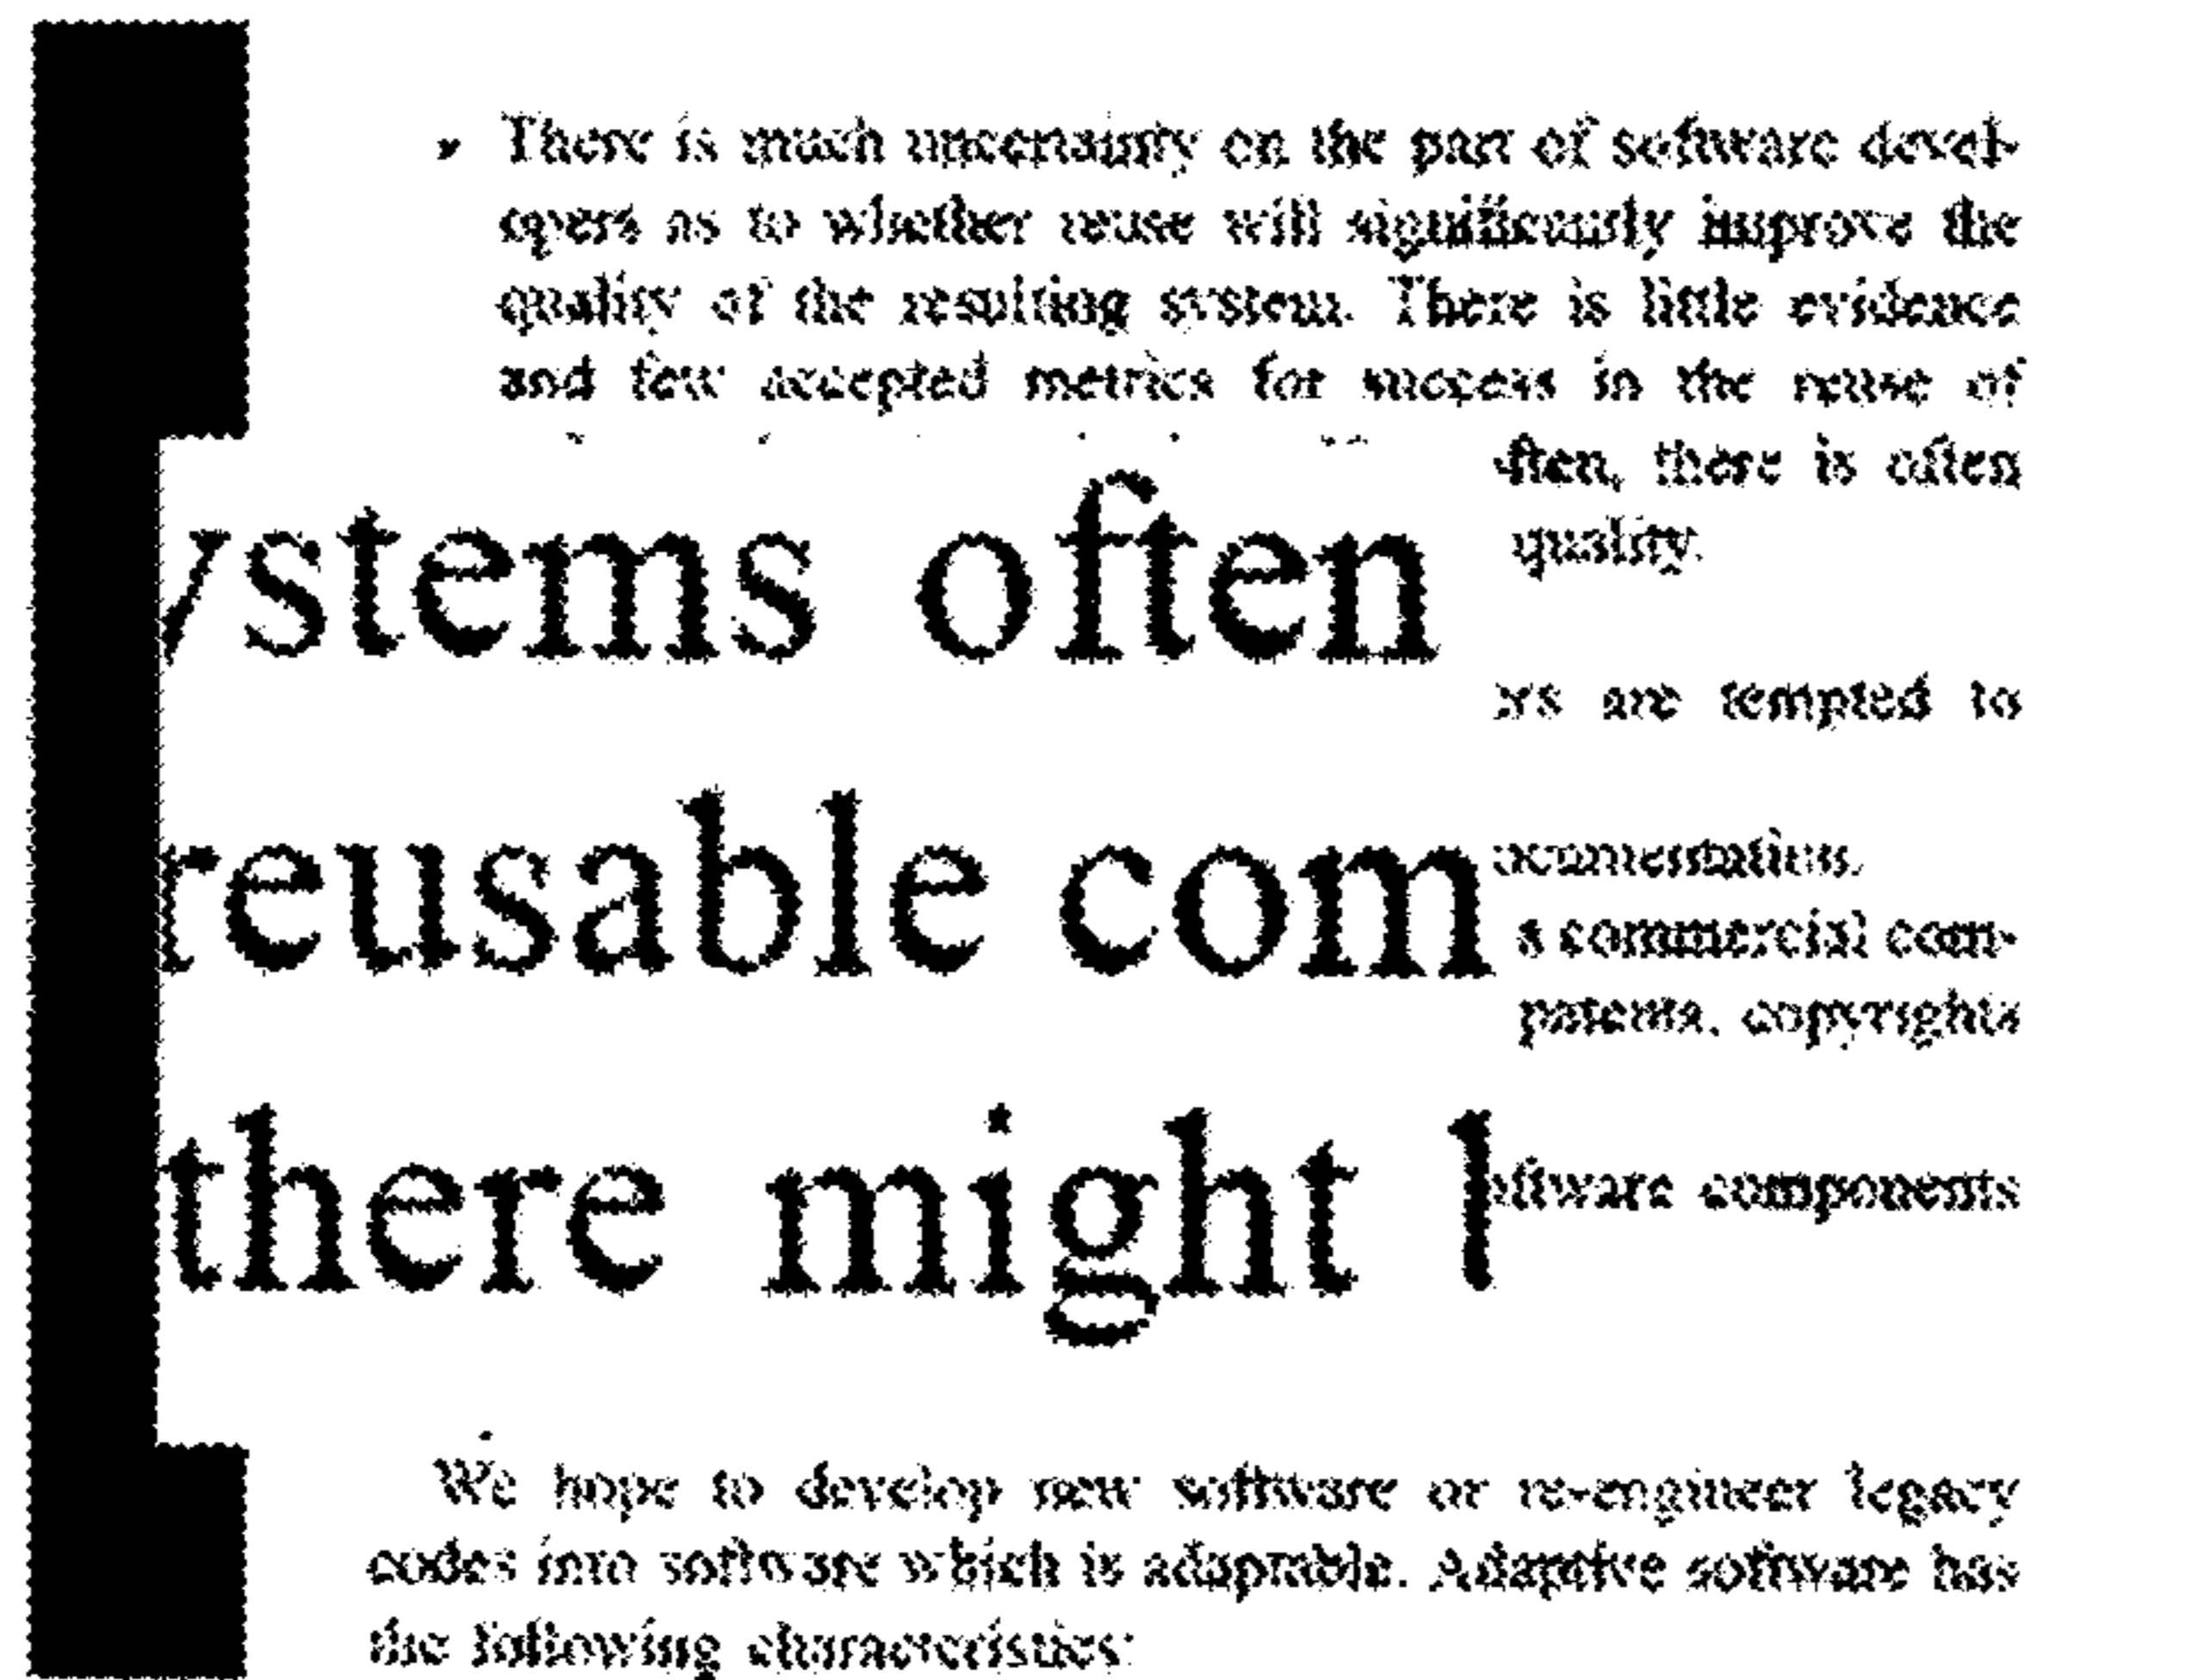 • There is much uncertainty on the part of software devel-
opers as to whether reuse will significantly improve the
quality of the resulting system. There is little evidence
and few accepted metrics for success in the reuse of
ften, there is often
quality.
ystems often
rs are tempted to
reusable com
ocumentation.
a commercial com-
patents, copyrights
there might
oftware components
We hope to develop new software or re-engineer legacy
codes into software which is adaptable. Adaptive software has
the following characteristics: